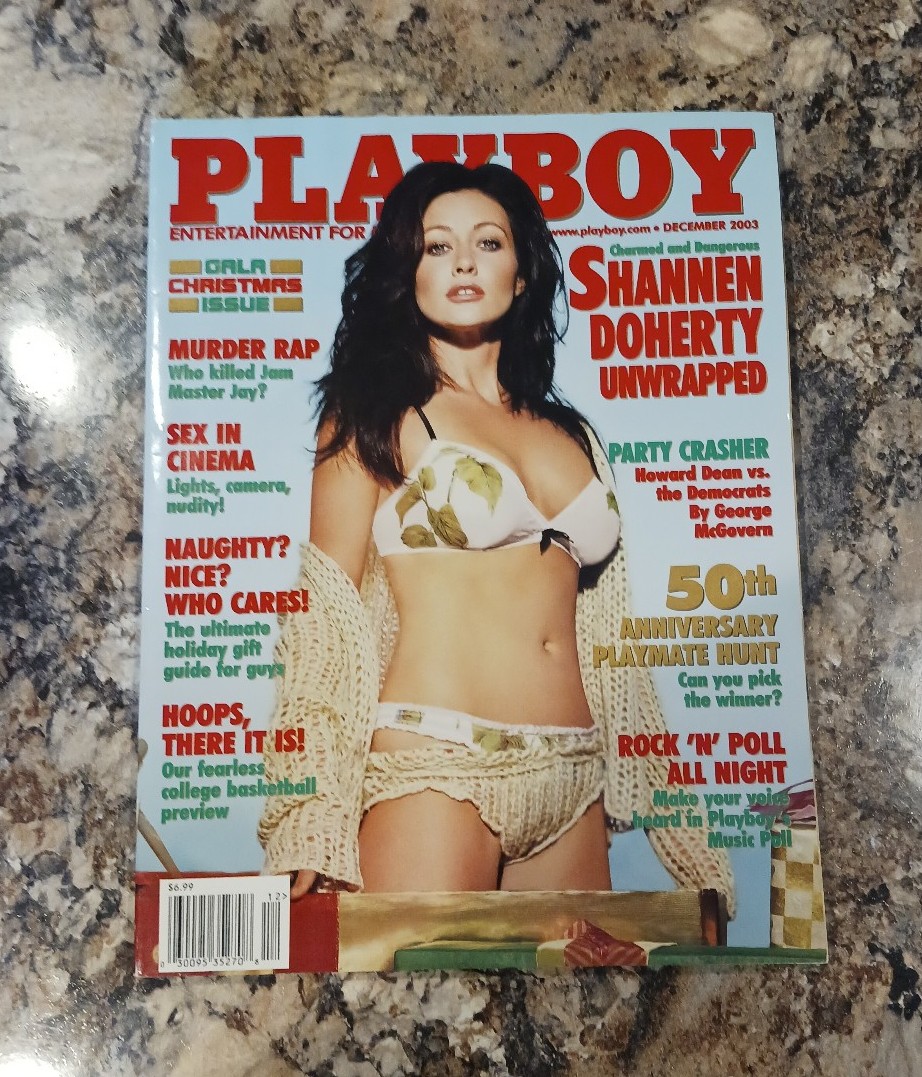 PLAYBOY
ENTERTAINMENT FOR
www.playboy.com • DECEMBER 2003
GALA
CHRISTMAS
ISSUE
MURDER RAP
Who killed Jam
Master Jay?
SEX IN
CINEMA
Lights, camera,
nudity!
NAUGHTY?
NICE?
WHO CARES!
The ultimate
holiday gift
guide for guys
HOOPS,
THERE IT IS!
Our fearless
college basketball
preview
Charmed and Dangerous
SHANNEN
DOHERTY
UNWRAPPED
PARTY CRASHER
Howard Dean vs.
the Democrats
By George
McGovern
50th
ANNIVERSARY
PLAYMATE HUNT
Can you pick
the winner?
ROCK 'N' POLL
ALL NIGHT
Make your voice
heard in Playboy's
Music Poll
$6.99
12>
0 30095 35270 8